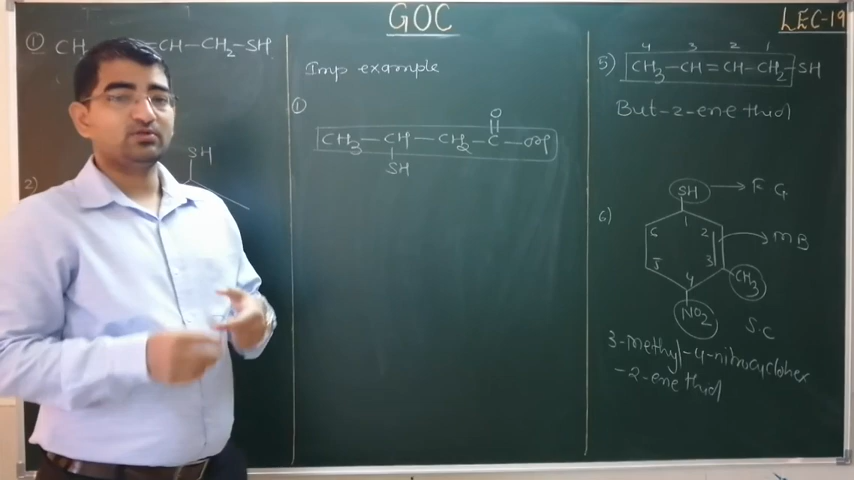 GOC
LEC-19
① CH =CH-CH2-SH
2)
SH
Imp example
①
O
CH3-CH-CH2-C-
SH
4 3 2 1
5) CH3-CH=CH-CH2-SH
But-2-ene thiol
6)
SH → F G
1
6 2 → MB
5 3 CH3
4
NO2 S.C
3-methyl-4-nitrocyclohex
-2-ene thiol